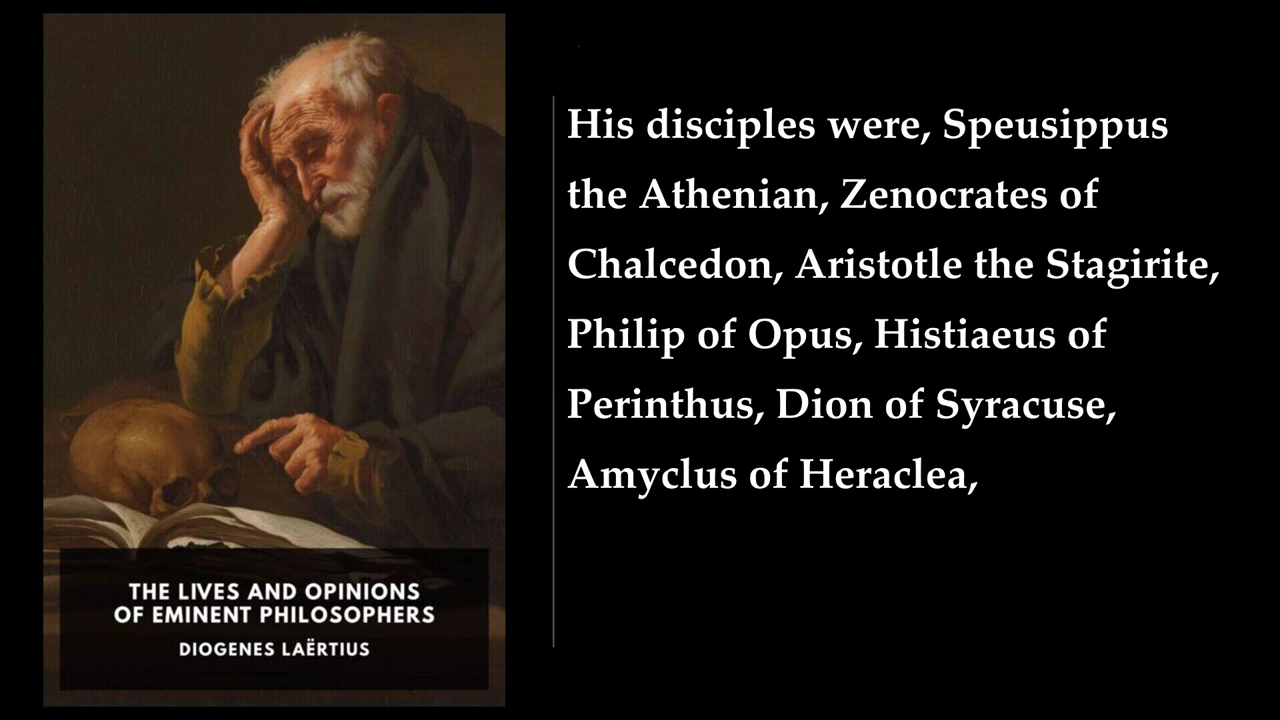 THE LIVES AND OPINIONS
OF EMINENT PHILOSOPHERS
DIOGENES LAËRTIUS
His disciples were, Speusippus
the Athenian, Zenocrates of
Chalcedon, Aristotle the Stagirite,
Philip of Opus, Histiaeus of
Perinthus, Dion of Syracuse,
Amyclus of Heraclea,